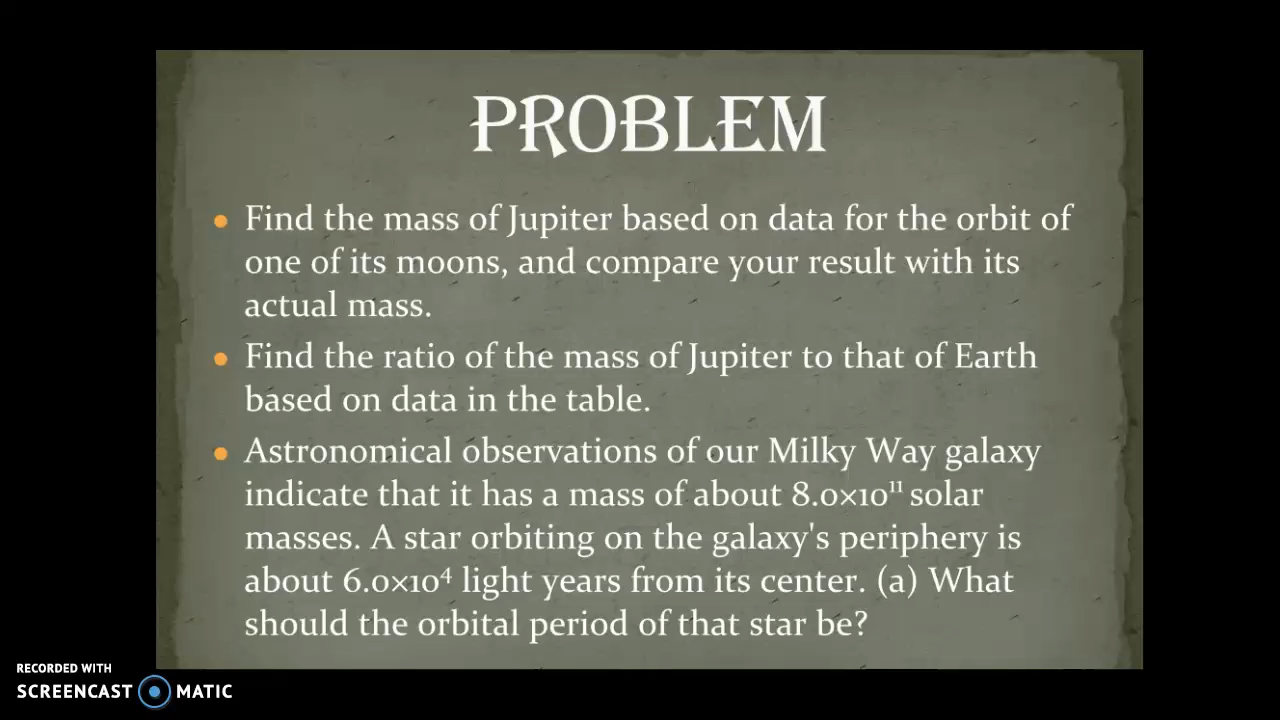 PROBLEM
• Find the mass of Jupiter based on data for the orbit of
one of its moons, and compare your result with its
actual mass.
• Find the ratio of the mass of Jupiter to that of Earth
based on data in the table.
• Astronomical observations of our Milky Way galaxy
indicate that it has a mass of about 8.0×10¹¹ solar
masses. A star orbiting on the galaxy's periphery is
about 6.0×10⁴ light years from its center. (a) What
should the orbital period of that star be?
RECORDED WITH
SCREENCAST MATIC